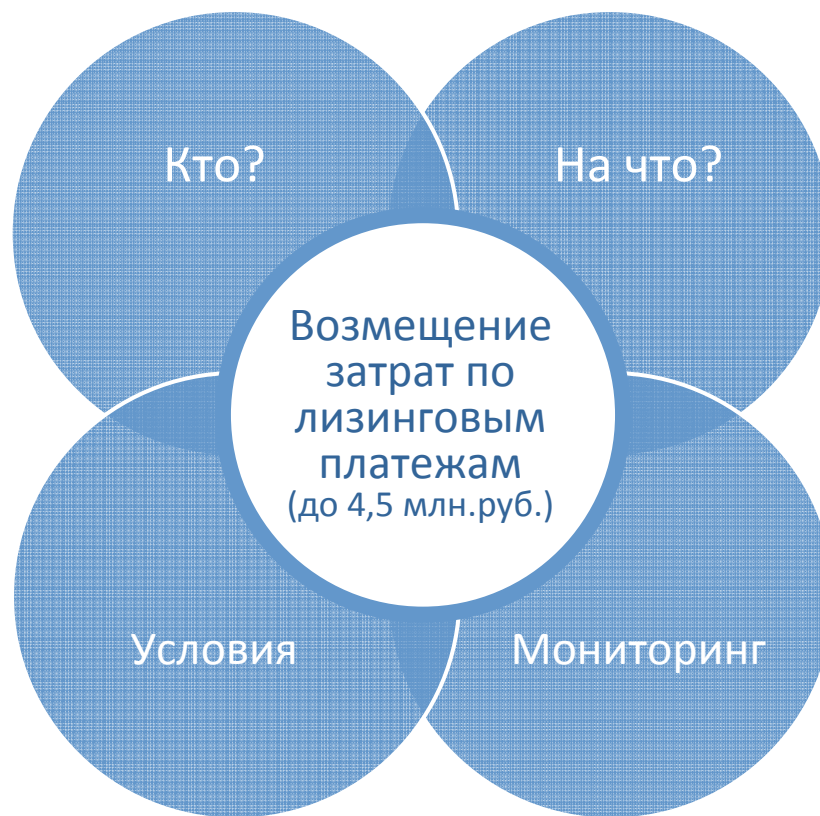 Кто?
На что?
Возмещение
затрат по
лизинговым
платежам
(до 4,5 млн.руб.)
Условия
Мониторинг